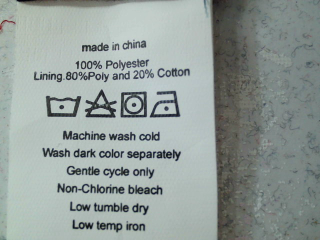 made in china
100% Polyester
Lining.80%Poly and 20% Cotton
Machine wash cold
Wash dark color separately
Gentle cycle only
Non-Chlorine bleach
Low tumble dry
Low temp iron